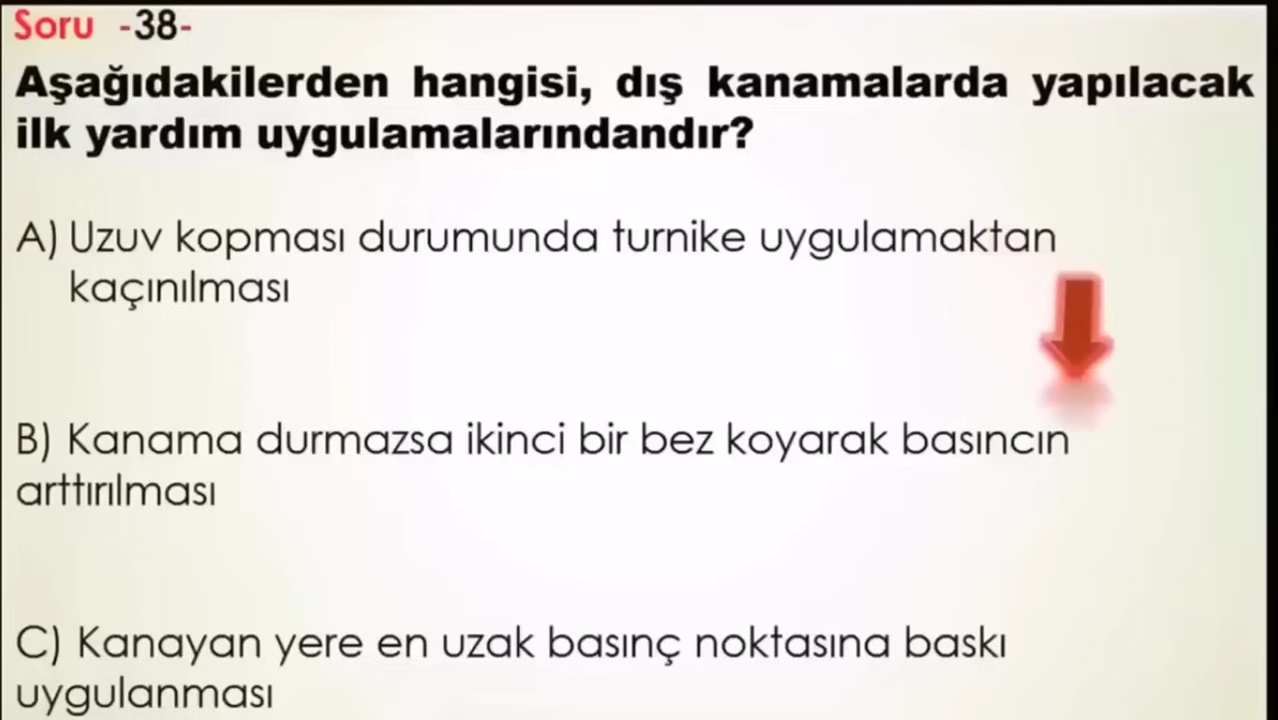 Soru -38-
Aşağıdakilerden hangisi, dış kanamalarda yapılacak
ilk yardım uygulamalarındandır?
A) Uzuv kopması durumunda turnike uygulamaktan
kaçınılması
B) Kanama durmazsa ikinci bir bez koyarak basıncın
arttırılması
C) Kanayan yere en uzak basınç noktasına baskı
uygulanması